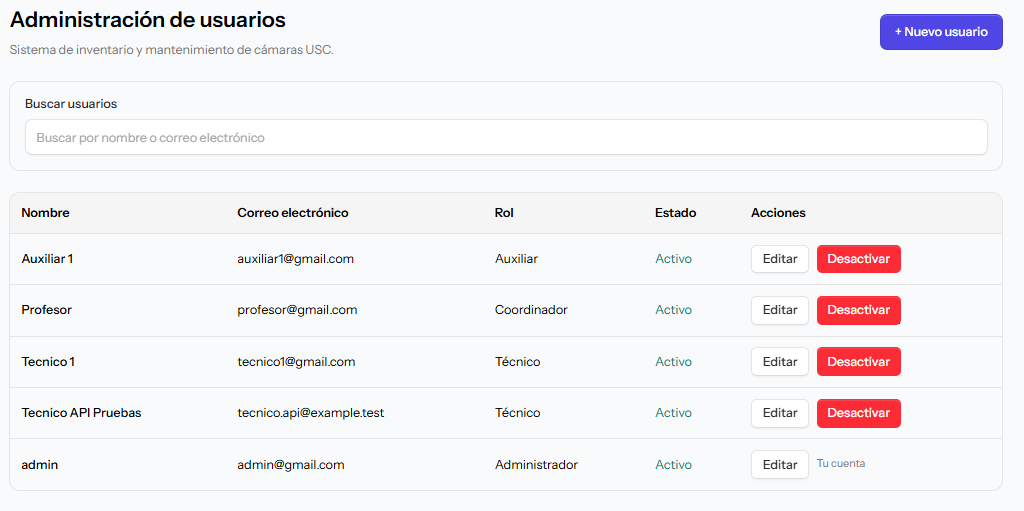 Administración de usuarios
+ Nuevo usuario
Sistema de inventario y mantenimiento de cámaras USC.
Buscar usuarios
Buscar por nombre o correo electrónico
Nombre Correo electrónico Rol Estado Acciones
Auxiliar 1 auxiliar1@gmail.com Auxiliar Activo Editar Desactivar
Profesor profesor@gmail.com Coordinador Activo Editar Desactivar
Tecnico 1 tecnico1@gmail.com Técnico Activo Editar Desactivar
Tecnico API Pruebas tecnico.api@example.test Técnico Activo Editar Desactivar
admin admin@gmail.com Administrador Activo Editar Tu cuenta